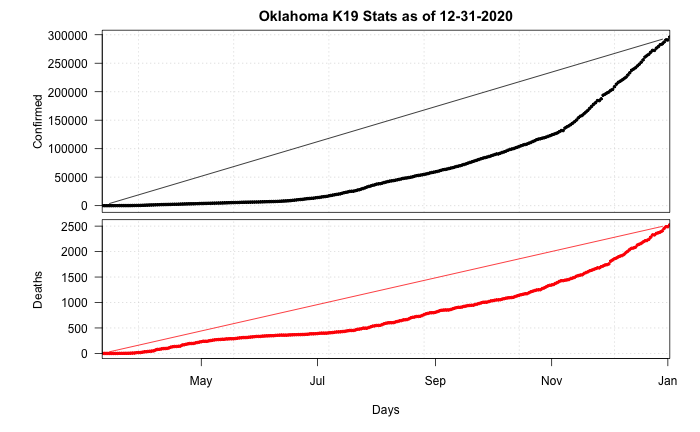 Oklahoma K19 Stats as of 12-31-2020
Confirmed
300000
250000
200000
150000
100000
50000
0
Deaths
2500
2000
1500
1000
500
0
May Jul Sep Nov Jan
Days